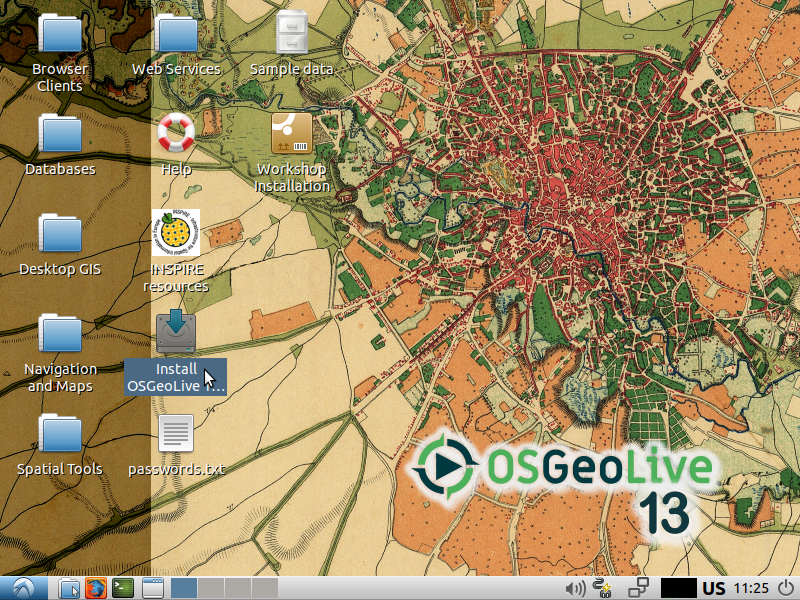 Browser
Clients
Web Services
Sample data
Databases
Help
Workshop
Installation
Desktop GIS
INSPIRE
resources
Navigation
and Maps
Install
OSGeoLive 1...
Spatial Tools
passwords.txt
OSGeoLive
13
US
11:25